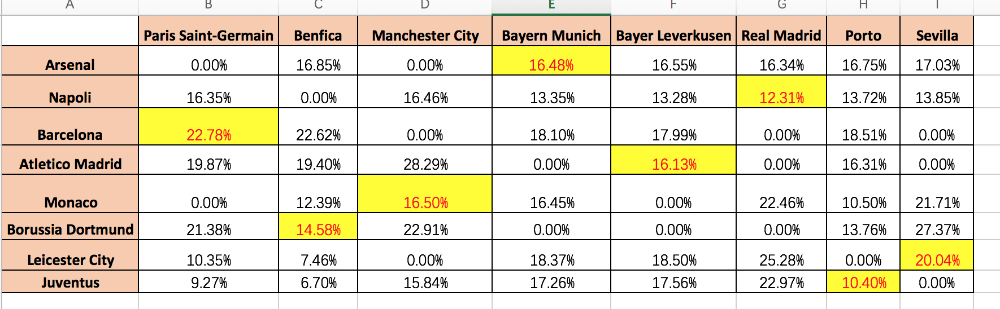 A B C D E F G H I
Paris Saint-Germain Benfica Manchester City Bayern Munich Bayer Leverkusen Real Madrid Porto Sevilla
Arsenal 0.00% 16.85% 0.00% 16.48% 16.55% 16.34% 16.75% 17.03%
Napoli 16.35% 0.00% 16.46% 13.35% 13.28% 12.31% 13.72% 13.85%
Barcelona 22.78% 22.62% 0.00% 18.10% 17.99% 0.00% 18.51% 0.00%
Atletico Madrid 19.87% 19.40% 28.29% 0.00% 16.13% 0.00% 16.31% 0.00%
Monaco 0.00% 12.39% 16.50% 16.45% 0.00% 22.46% 10.50% 21.71%
Borussia Dortmund 21.38% 14.58% 22.91% 0.00% 0.00% 0.00% 13.76% 27.37%
Leicester City 10.35% 7.46% 0.00% 18.37% 18.50% 25.28% 0.00% 20.04%
Juventus 9.27% 6.70% 15.84% 17.26% 17.56% 22.97% 10.40% 0.00%